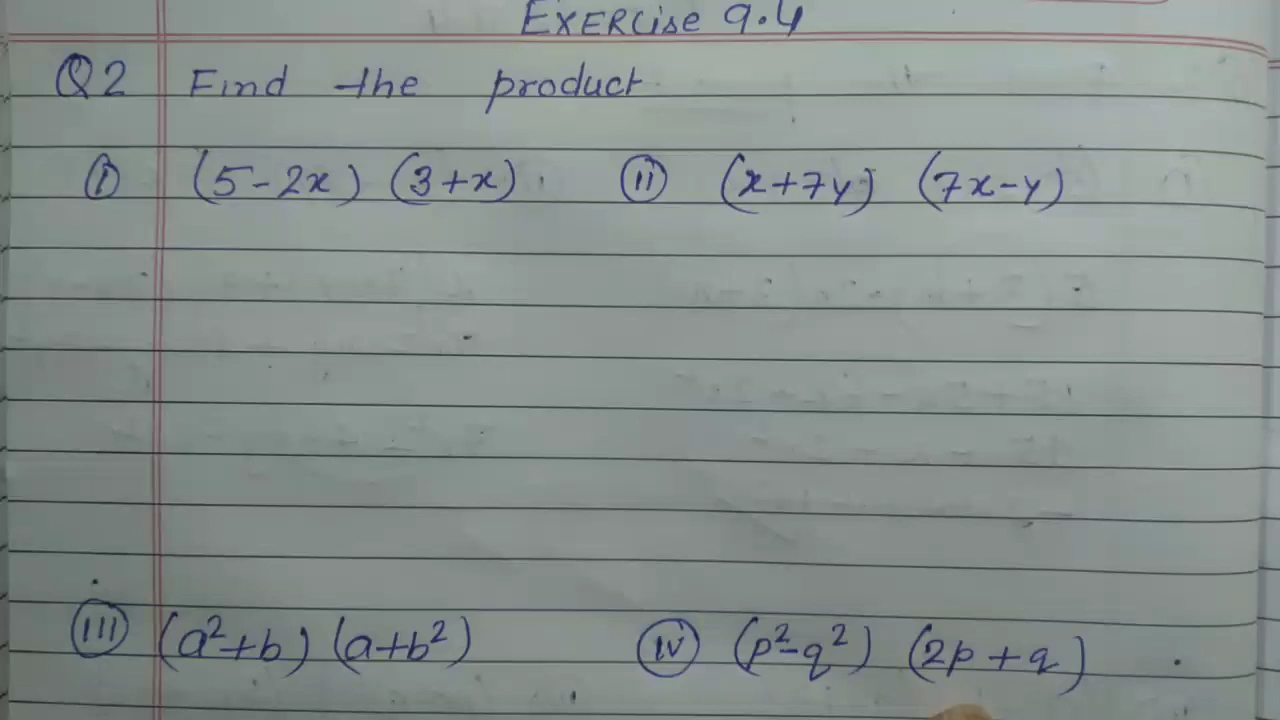 EXERCise 9.4
Q2 Find the product
(i) (5-2x) (3+x) (ii) (x+7y) (7x-y)
(iii) (a²+b) (a+b²) (iv) (p²-q²) (2p+q)